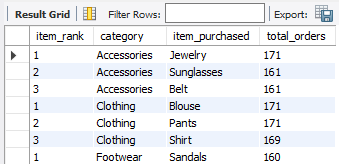 Result Grid Filter Rows: Export:
item_rank category item_purchased total_orders
1 Accessories Jewelry 171
2 Accessories Sunglasses 161
3 Accessories Belt 161
1 Clothing Blouse 171
2 Clothing Pants 171
3 Clothing Shirt 169
1 Footwear Sandals 160